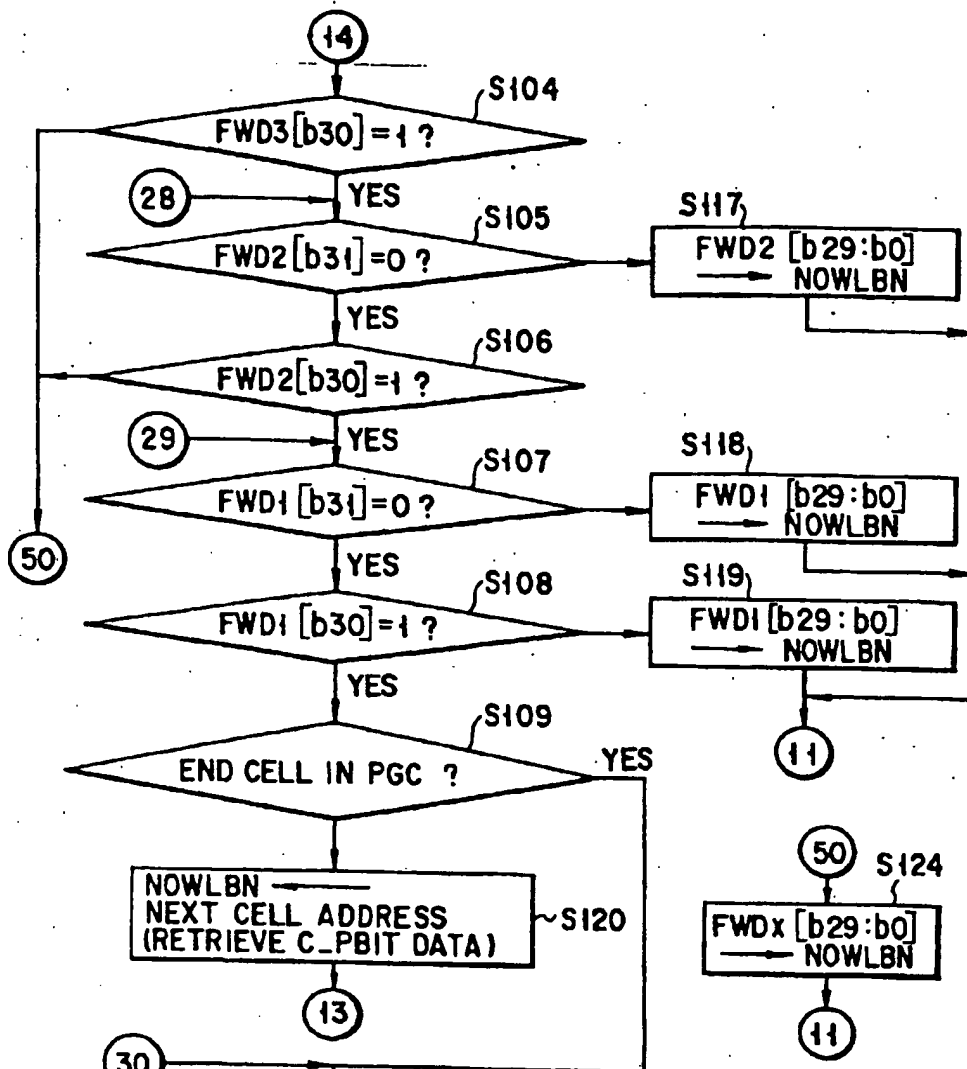 14
S104
FWD3[b30]=1 ?
28
YES
S105
FWD2[b31]=0 ?
S117
FWD2 [b29:b0]
NOWLBN
YES
S106
FWD2[b30]=1 ?
29
YES
S107
FWD1[b31]=0 ?
S118
FWD1 [b29:b0]
NOWLBN
50
YES
S108
FWD1[b30]=1 ?
S119
FWD1[b29:b0]
NOWLBN
YES
S109
END CELL IN PGC ?
YES
11
NOWLBN
NEXT CELL ADDRESS
(RETRIEVE C_PBIT DATA)
S120
13
50
S124
FWDX [b29:b0]
NOWLBN
11
30